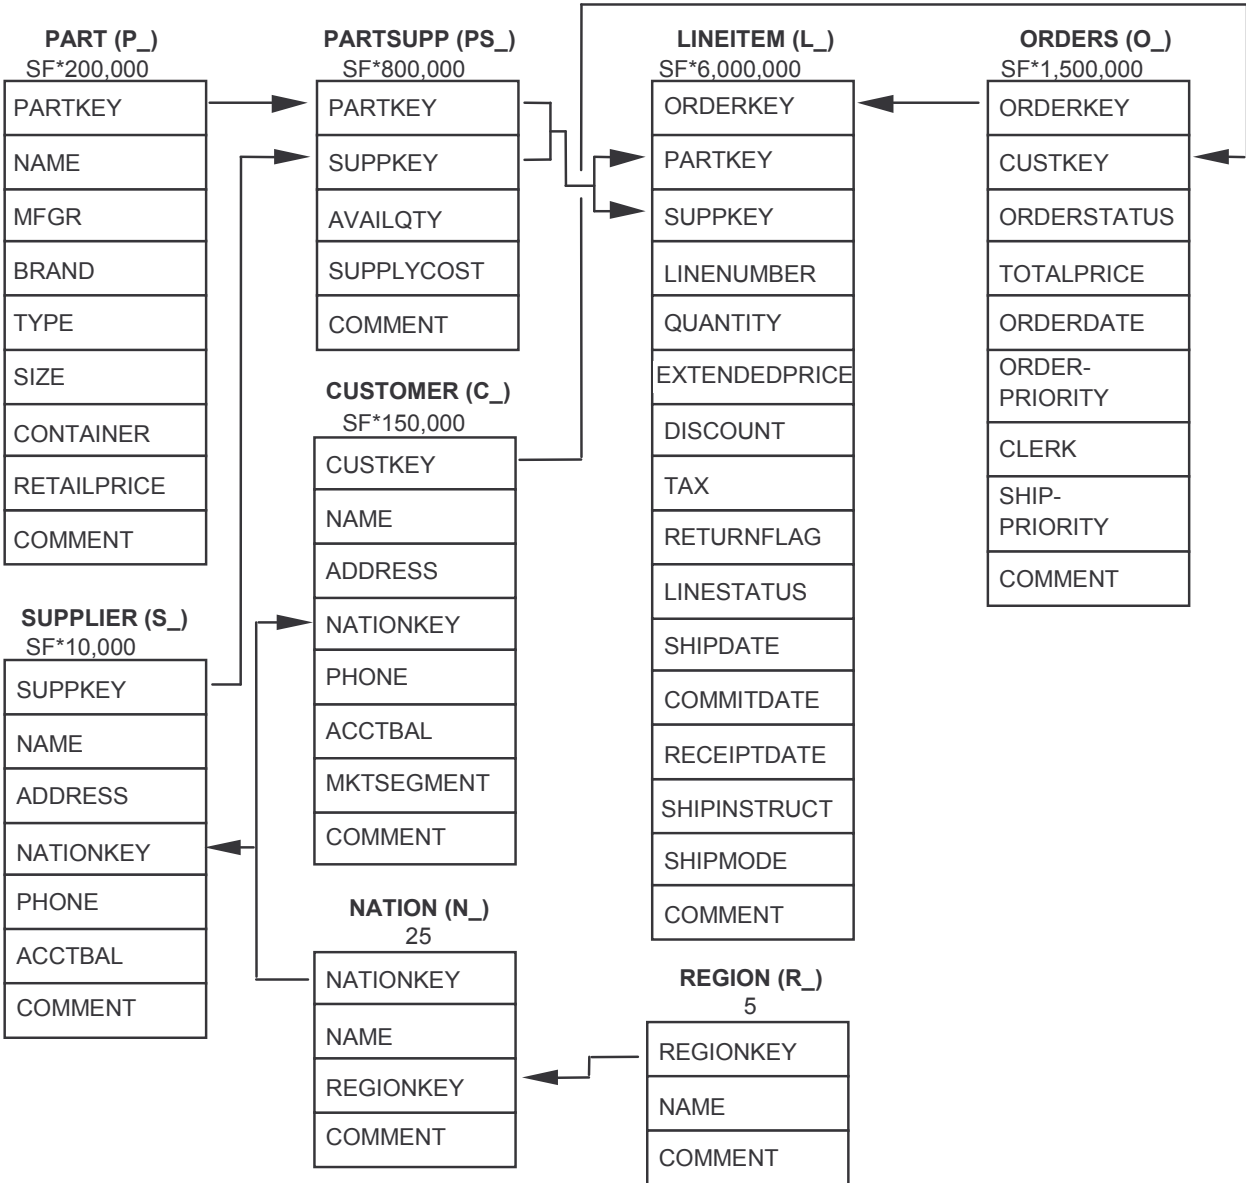 PART (P_)
SF*200,000
PARTKEY
NAME
MFGR
BRAND
TYPE
SIZE
CONTAINER
RETAILPRICE
COMMENT
SUPPLIER (S_)
SF*10,000
SUPPKEY
NAME
ADDRESS
NATIONKEY
PHONE
ACCTBAL
COMMENT
PARTSUPP (PS_)
SF*800,000
PARTKEY
SUPPKEY
AVAILQTY
SUPPLYCOST
COMMENT
CUSTOMER (C_)
SF*150,000
CUSTKEY
NAME
ADDRESS
NATIONKEY
PHONE
ACCTBAL
MKTSEGMENT
COMMENT
NATION (N_)
25
NATIONKEY
NAME
REGIONKEY
COMMENT
LINEITEM (L_)
SF*6,000,000
ORDERKEY
PARTKEY
SUPPKEY
LINENUMBER
QUANTITY
EXTENDEDPRICE
DISCOUNT
TAX
RETURNFLAG
LINESTATUS
SHIPDATE
COMMITDATE
RECEIPTDATE
SHIPINSTRUCT
SHIPMODE
COMMENT
REGION (R_)
5
REGIONKEY
NAME
COMMENT
ORDERS (O_)
SF*1,500,000
ORDERKEY
CUSTKEY
ORDERSTATUS
TOTALPRICE
ORDERDATE
ORDER-
PRIORITY
CLERK
SHIP-
PRIORITY
COMMENT